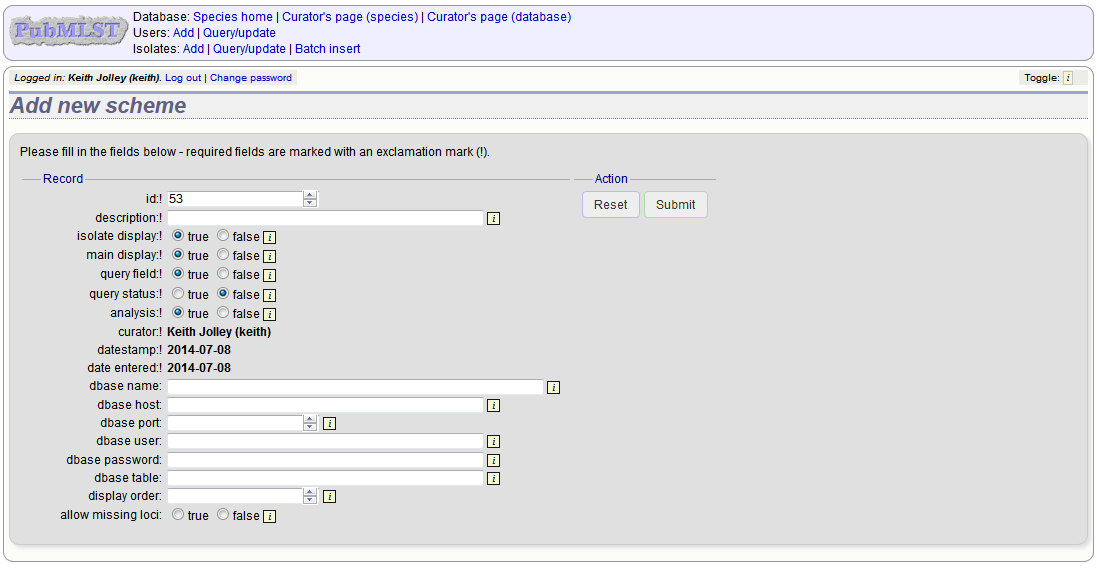 PubMLST
Database: Species home | Curator's page (species) | Curator's page (database)
Users: Add | Query/update
Isolates: Add | Query/update | Batch insert
Logged in: Keith Jolley (keith). Log out | Change password
Toggle: i
Add new scheme
Please fill in the fields below - required fields are marked with an exclamation mark (!).
Record
id:! 53
description:! i
isolate display:! true false i
main display:! true false i
query field:! true false i
query status:! true false i
analysis:! true false i
curator:! Keith Jolley (keith)
datestamp:! 2014-07-08
date entered:! 2014-07-08
dbase name: i
dbase host: i
dbase port: i
dbase user: i
dbase password: i
dbase table: i
display order: i
allow missing loci: true false i
Action
Reset Submit